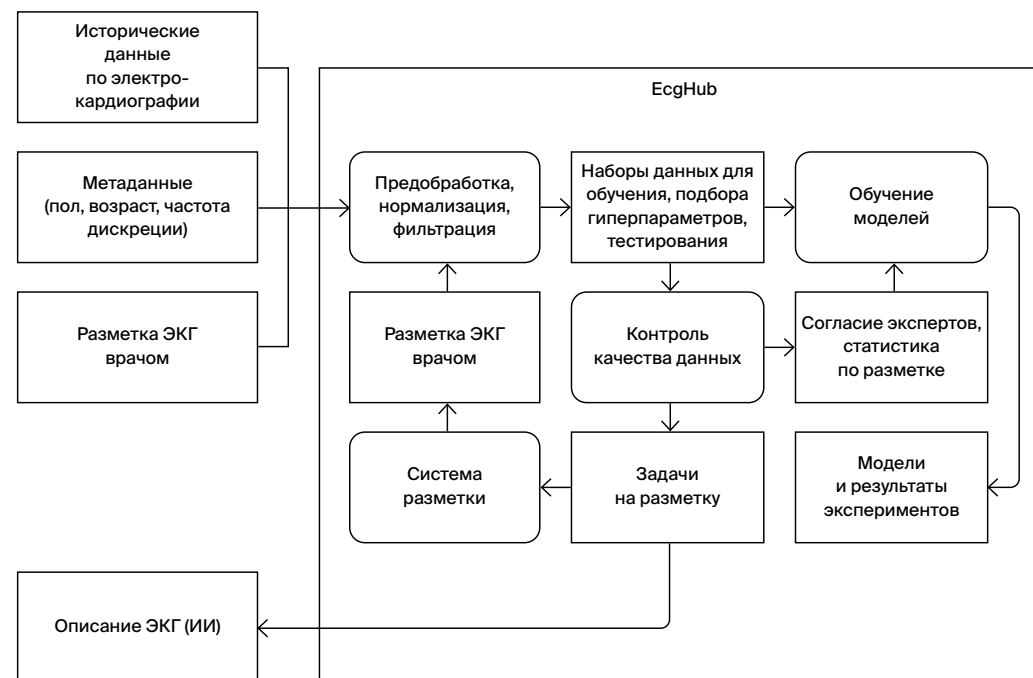 Исторические
данные
по электро-
кардиографии
EcgHub
Метаданные
(пол, возраст, частота
дискреции)
Предобработка,
нормализация,
фильтрация
Наборы данных для
обучения, подбора
гиперпараметров,
тестирования
Обучение
моделей
Разметка ЭКГ
врачом
Разметка ЭКГ
врачом
Контроль
качества данных
Согласие экспертов,
статистика
по разметке
Система
разметки
Задачи
на разметку
Модели
и результаты
экспериментов
Описание ЭКГ (ИИ)